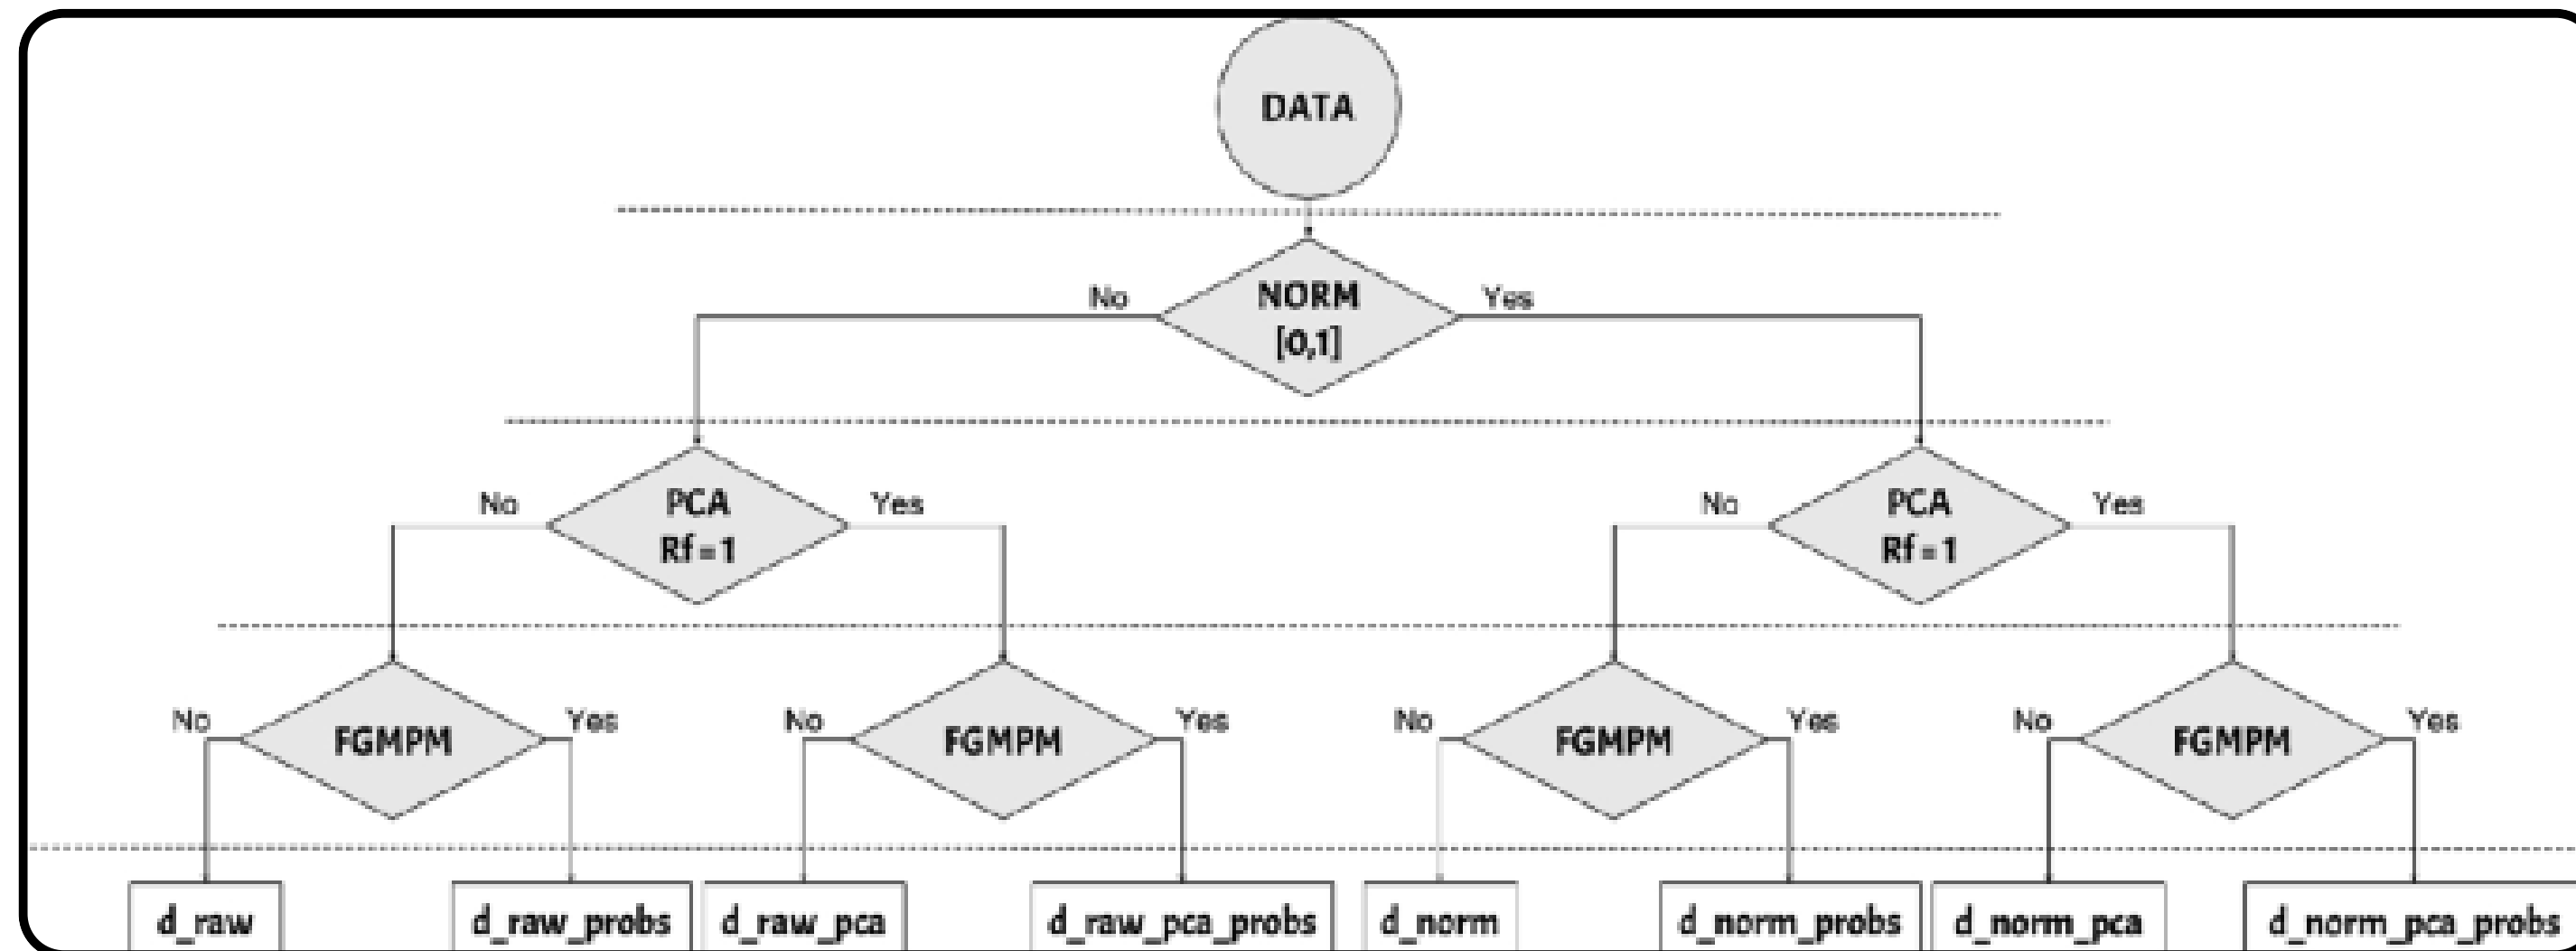 DATA
No
NORM
[0,1]
Yes
No
PCA
Rf=1
Yes
No
PCA
Rf=1
Yes
No
FGMPM
Yes
No
FGMPM
Yes
No
FGMPM
Yes
No
FGMPM
Yes
d_raw
d_raw_probs
d_raw_pca
d_raw_pca_probs
d_norm
d_norm_probs
d_norm_pca
d_norm_pca_probs